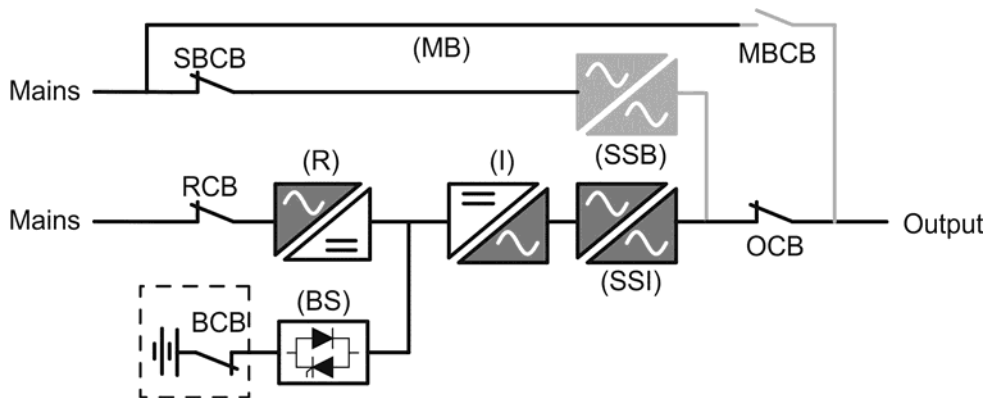 (MB)
MBCB
SBCB
Mains
(SSB)
(R)
(I)
RCB
Mains
Output
OCB
(SSI)
(BS)
BCB